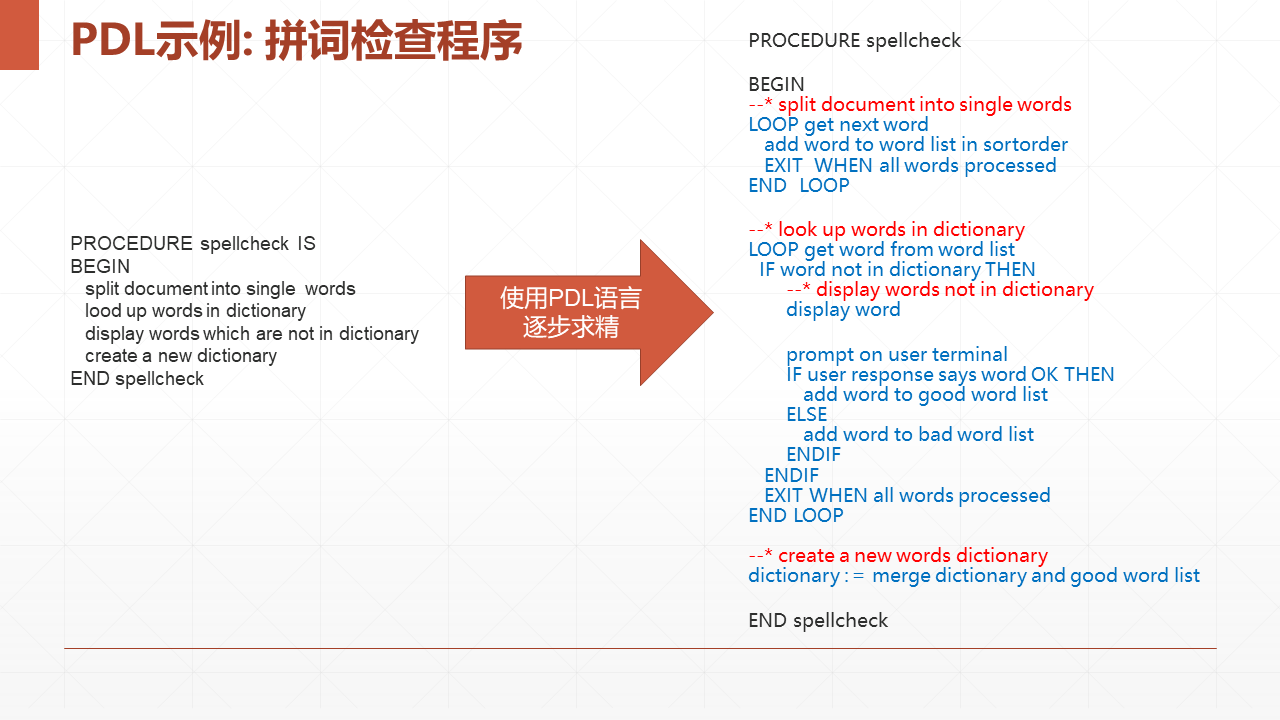 PDL示例: 拼词检查程序
PROCEDURE spellcheck IS
BEGIN
split document into single words
lood up words in dictionary
display words which are not in dictionary
create a new dictionary
END spellcheck
使用PDL语言
逐步求精
PROCEDURE spellcheck
BEGIN
--* split document into single words
LOOP get next word
add word to word list in sortorder
EXIT WHEN all words processed
END LOOP
--* look up words in dictionary
LOOP get word from word list
IF word not in dictionary THEN
--* display words not in dictionary
display word
prompt on user terminal
IF user response says word OK THEN
add word to good word list
ELSE
add word to bad word list
ENDIF
ENDIF
EXIT WHEN all words processed
END LOOP
--* create a new words dictionary
dictionary : = merge dictionary and good word list
END spellcheck